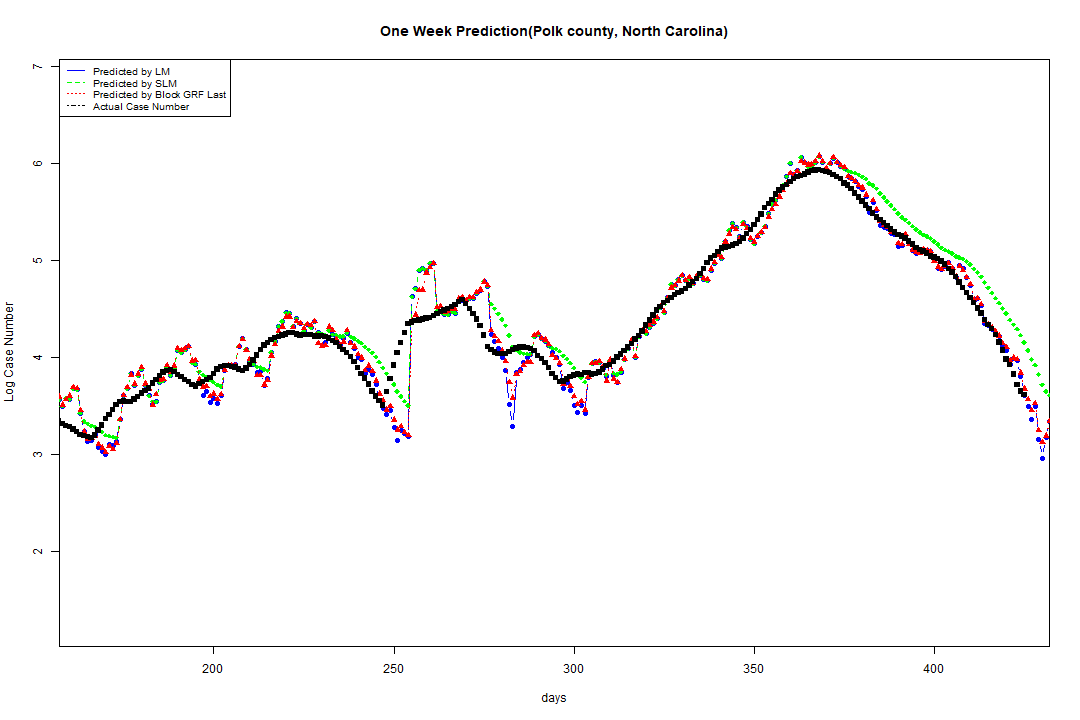 One Week Prediction(Polk county, North Carolina)
Predicted by LM
Predicted by SLM
Predicted by Block GRF Last
Actual Case Number
7
6
5
4
3
2
Log Case Number
200 250 300 350 400
days